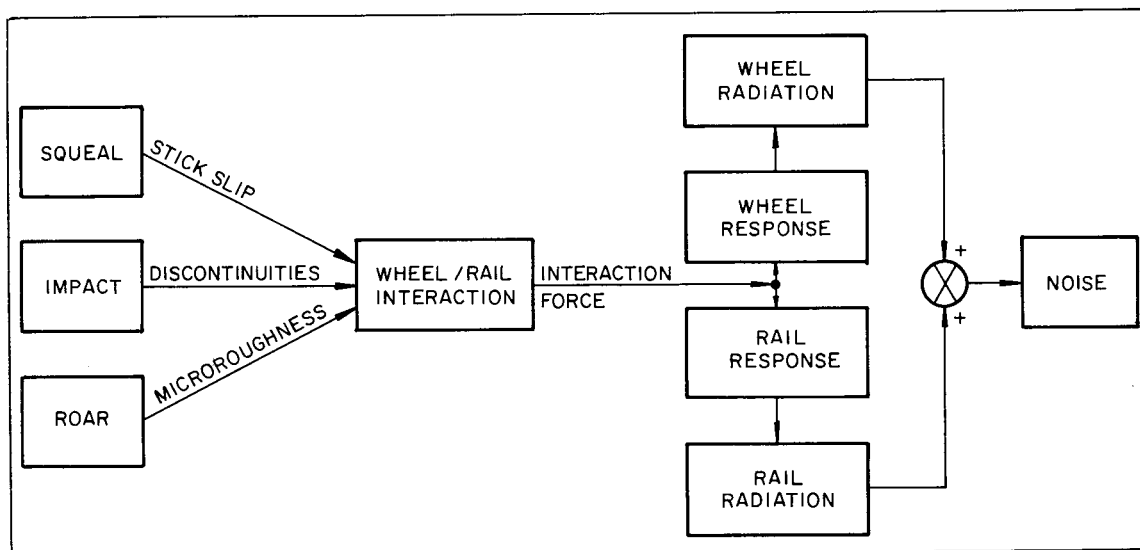 SQUEAL
STICK SLIP
IMPACT
DISCONTINUITIES
ROAR
MICROROUGHNESS
WHEEL / RAIL
INTERACTION
INTERACTION
FORCE
WHEEL
RADIATION
WHEEL
RESPONSE
RAIL
RESPONSE
RAIL
RADIATION
+
+
NOISE